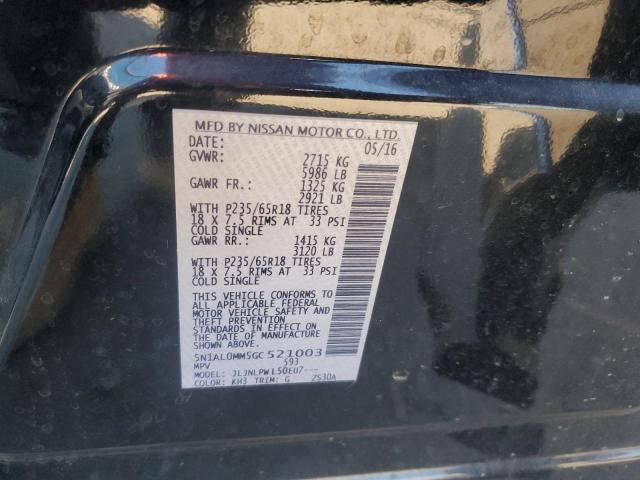 MFD BY NISSAN MOTOR CO., LTD.
DATE: 05/16
GVWR: 2715 KG
5986 LB
GAWR FR.: 1325 KG
2921 LB
WITH P235/65R18 TIRES
18 X 7.5 RIMS AT 33 PSI
COLD SINGLE
GAWR RR.: 1415 KG
3120 LB
WITH P235/65R18 TIRES
18 X 7.5 RIMS AT 33 PSI
COLD SINGLE
THIS VEHICLE CONFORMS TO
ALL APPLICABLE FEDERAL
MOTOR VEHICLE SAFETY AND
THEFT PREVENTION
STANDARDS IN EFFECT ON
THE DATE OF MANUFACTURE
SHOWN ABOVE.
5N1AL0MM5GC521003
MPV 593
MODEL: JLJNLPWL50EU7---
COLOR: KH3 TRIM: G ZS30A